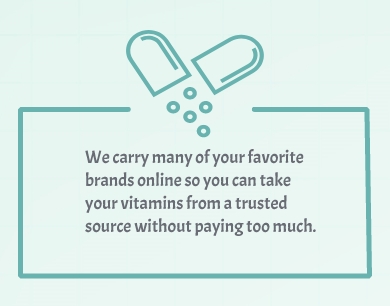 We carry many of your favorite
brands online so you can take
your vitamins from a trusted
source without paying too much.